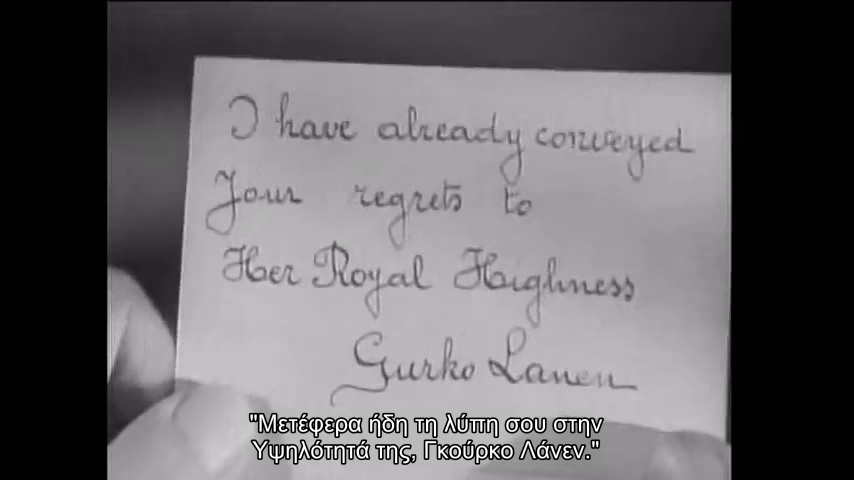 I have already conveyed
Your regrets to
Her Royal Highness
Gurko Lanen
"Μετέφερα ήδη τη λύπη σου στην
Υψηλότητά της, Γκούρκο Λάνεν."